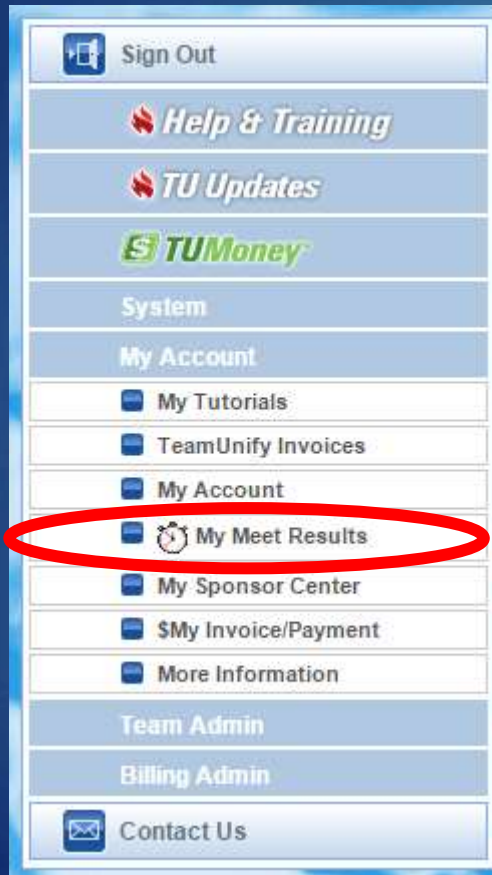 Sign Out
Help & Training
TU Updates
$ TUMoney
System
My Account
My Tutorials
TeamUnify Invoices
My Account
My Meet Results
My Sponsor Center
$My Invoice/Payment
More Information
Team Admin
Billing Admin
Contact Us